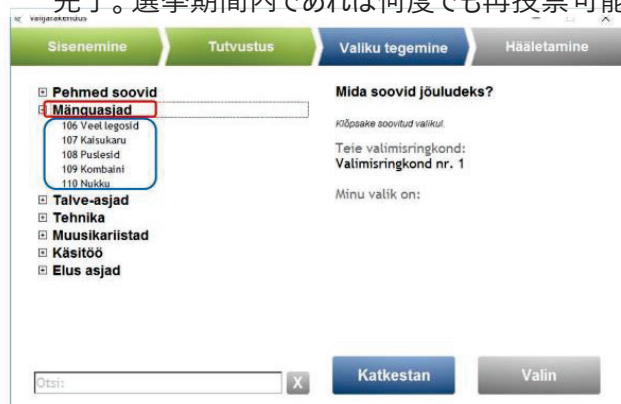 完了。選挙期間内であれば何度でも再投票可能
Valijarakendus
Sisenemine
Tutvustus
Valiku tegemine
Hääletamine
Pehmed soovid
Mänguasjad
106 Veel legosid
107 Kaisukaru
108 Puslesid
109 Kombaini
110 Nukku
Talve-asjad
Tehnika
Muusikariistad
Käsitöö
Elus asjad
Mida soovid jõuludeks?
Klõpsake soovitud valikul.
Teie valimisringkond:
Valimisringkond nr. 1
Minu valik on:
Otsi:
X
Katkestan
Valin